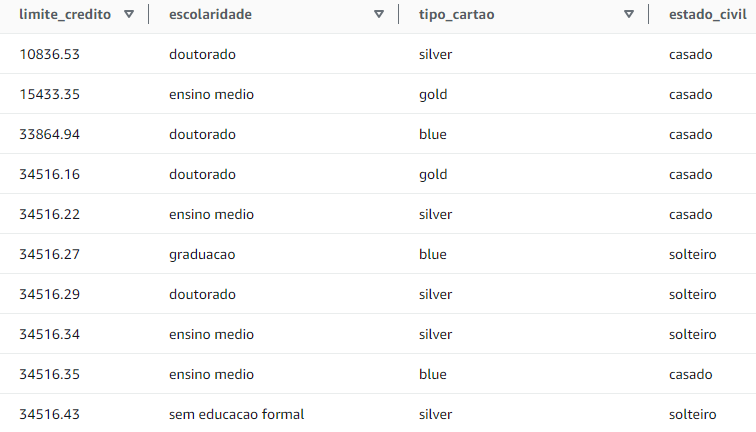 limite_credito escolaridade tipo_cartao estado_civil
10836.53 doutorado silver casado
15433.35 ensino medio gold casado
33864.94 doutorado blue casado
34516.16 doutorado gold casado
34516.22 ensino medio silver casado
34516.27 graduacao blue solteiro
34516.29 doutorado silver solteiro
34516.34 ensino medio silver solteiro
34516.35 ensino medio blue casado
34516.43 sem educacao formal silver solteiro